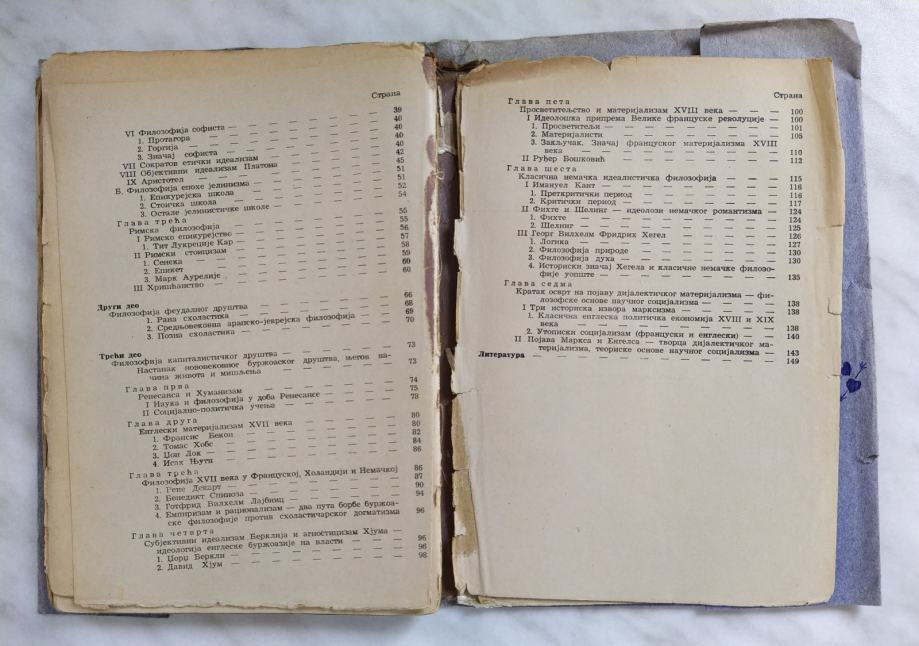 Страна
VI Филозофија софиста — — — — — — 39
1. Протагора — — — — — — 40
2. Горгија — — — — — — 40
3. Значај софиста — — — — — — 40
VII Сократов етички идеализам — — — — — 42
VIII Објективни идеализам Платона — — — — 45
IX Аристотел — — — — — — 51
Б. Филозофија епохе јелинизма — — — — — 51
1. Епикурејска школа — — — — — 52
2. Стоичка школа — — — — — 54
3. Остале јелинистичке школе — — — —
Глава трећа 55
Римска филозофија — — — — — 55
I Римско епикурејство — — — — — 56
1. Тит Лукреције Кар — — — — — 57
II Римски стоицизам — — — — — 58
1. Сенека — — — — — 59
2. Епиктет — — — — — 60
3. Марк Аурелије — — — — — 60
III Хришћанство — — — — —
Други део
Филозофија феудалног друштва — — — — — 66
1. Рана схоластика — — — — — 68
2. Средњовековна арапско-јеврејска филозофија — — 69
3. Позна схоластика — — — — — 70
Трећи део
Филозофија капиталистичког друштва — — — — 73
Настанак нововековног буржоаског друштва, његов на-
чина живота и мишљења — — — — 73
Глава прва
Ренесанса и Хуманизам — — — — — 74
I Наука и филозофија у доба Ренесансе — — — 75
II Социјално-политичка учења — — — — 78
Глава друга
Енглески материјализам XVII века — — — — 80
1. Франсис Бекон — — — — — 80
2. Томас Хобс — — — — — 82
3. Џон Лок — — — — — 84
4. Исак Њутн — — — — — 86
Глава трећа
Филозофија XVII века у Француској, Холандији и Немачкој 86
1. Рене Декарт — — — — — 87
2. Бенедикт Спиноза — — — — — 90
3. Готфрид Вилхелм Лајбниц — — — — 94
4. Емпиризам и рационализам — два пута борбе буржоа-
ске филозофије против схоластичарског догматизма 96
Глава четврта
Субјективни идеализам Берклија и агностицизам Хјума —
идеологија енглеске буржоазије на власти — — — 96
1. Џорџ Беркли — — — — — 96
2. Давид Хјум — — — — — 98
Страна
Глава пета
Просветитељство и материјализам XVIII века — — — 100
I Идеолошка припрема Велике француске револуције — 100
1. Просветитељи — — — — — 101
2. Материјалисти — — — — — 105
3. Закључак. Значај француског материјализма XVIII
века — — — — — 110
II Руђер Бошковић — — — — — 112
Глава шеста
Класична немачка идеалистичка филозофија — — — 115
I Имануел Кант — — — — — 116
1. Преткритички период — — — — — 116
2. Критички период — — — — — 117
II Фихте и Шелинг — идеолози немачког романтизма — 124
1. Фихте — — — — — 124
2. Шелинг — — — — — 125
III Георг Вилхелм Фридрих Хегел — — — — 126
1. Логика — — — — — 127
2. Филозофија природе — — — — — 130
3. Филозофија духа — — — — — 130
4. Историски значај Хегела и класичне немачке филозо-
фије уопште — — — — — 135
Глава седма
Кратак осврт на појаву дијалектичког материјализма — фи-
лозофске основе научног социјализма — — — — 138
I Три историска извора марксизма — — — — 138
1. Класична енглеска политичка економија XVIII и XIX
века — — — — — 138
2. Утописки социјализам (француски и енглески) — — 140
II Појава Маркса и Енгелса — творца дијалектичког ма-
теријализма, теориске основе научног социјализма — 143
Литература — — — — — 149